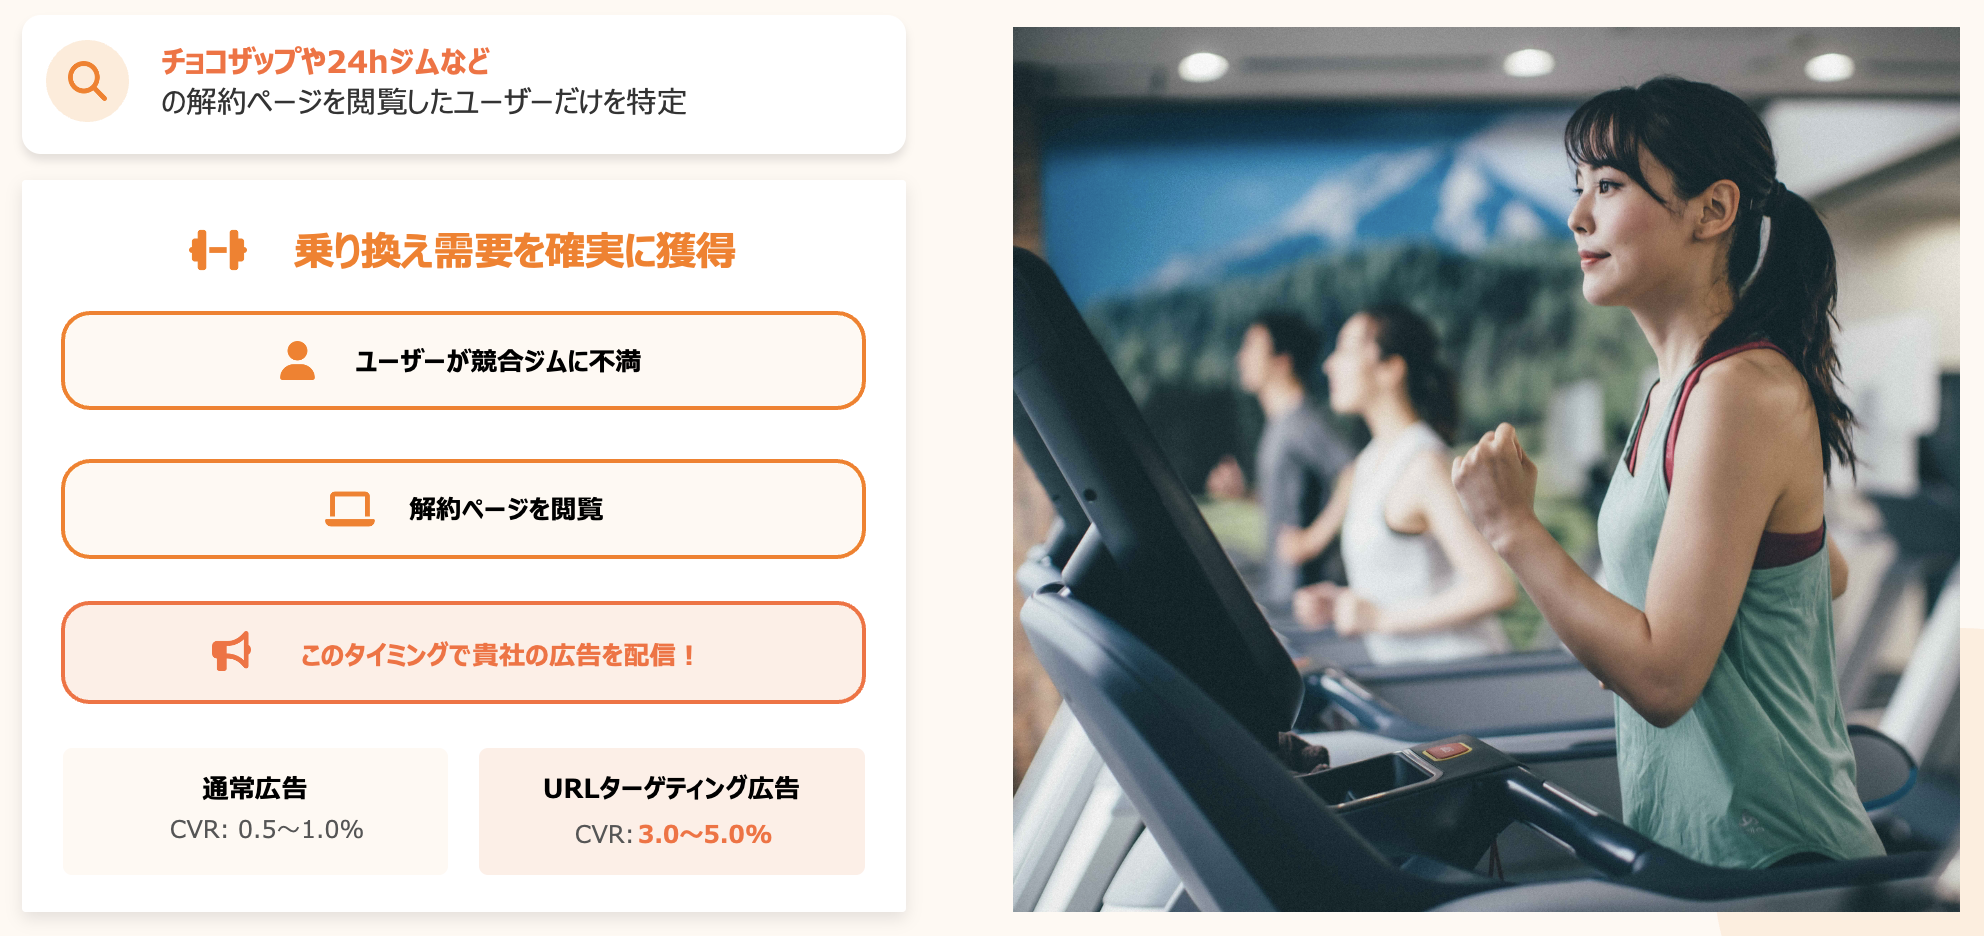 チョコザップや24hジムなど
の解約ページを閲覧したユーザーだけを特定
乗り換え需要を確実に獲得
ユーザーが競合ジムに不満
解約ページを閲覧
このタイミングで貴社の広告を配信！
通常広告
CVR: 0.5〜1.0%
URLターゲティング広告
CVR: 3.0〜5.0%